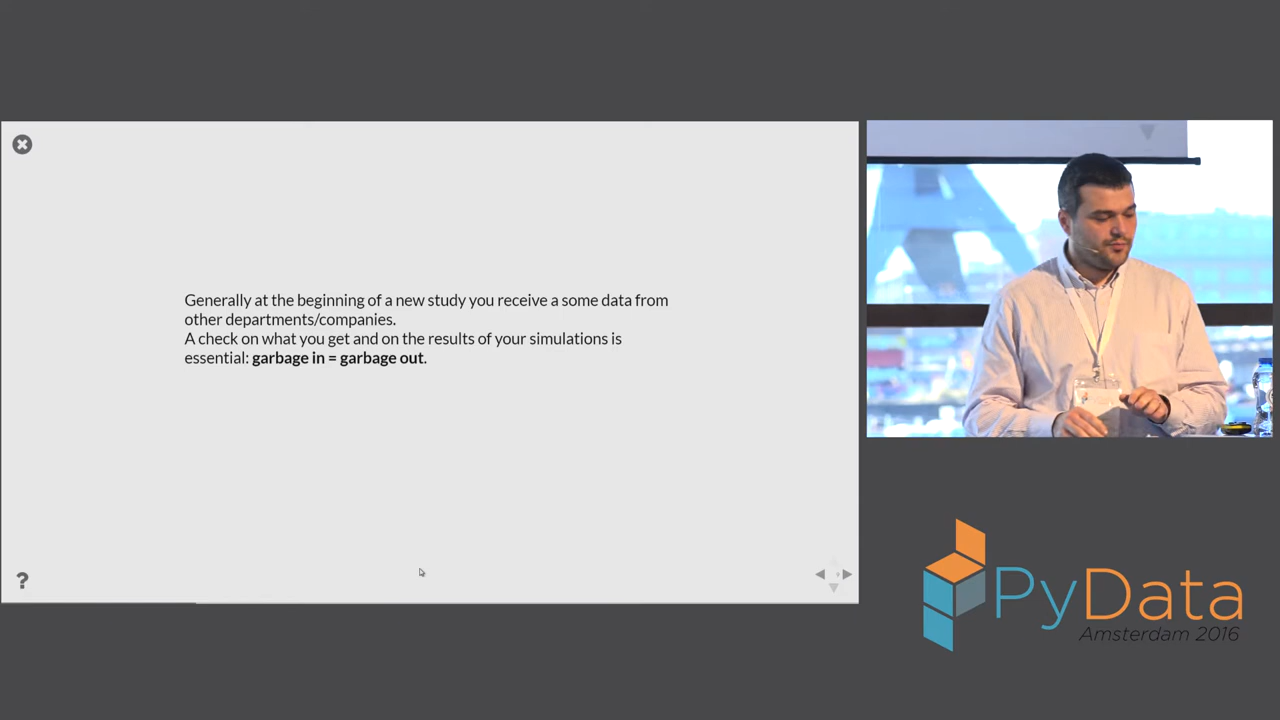 Generally at the beginning of a new study you receive a some data from
other departments/companies.
A check on what you get and on the results of your simulations is
essential: garbage in = garbage out.
?
PyData
Amsterdam 2016